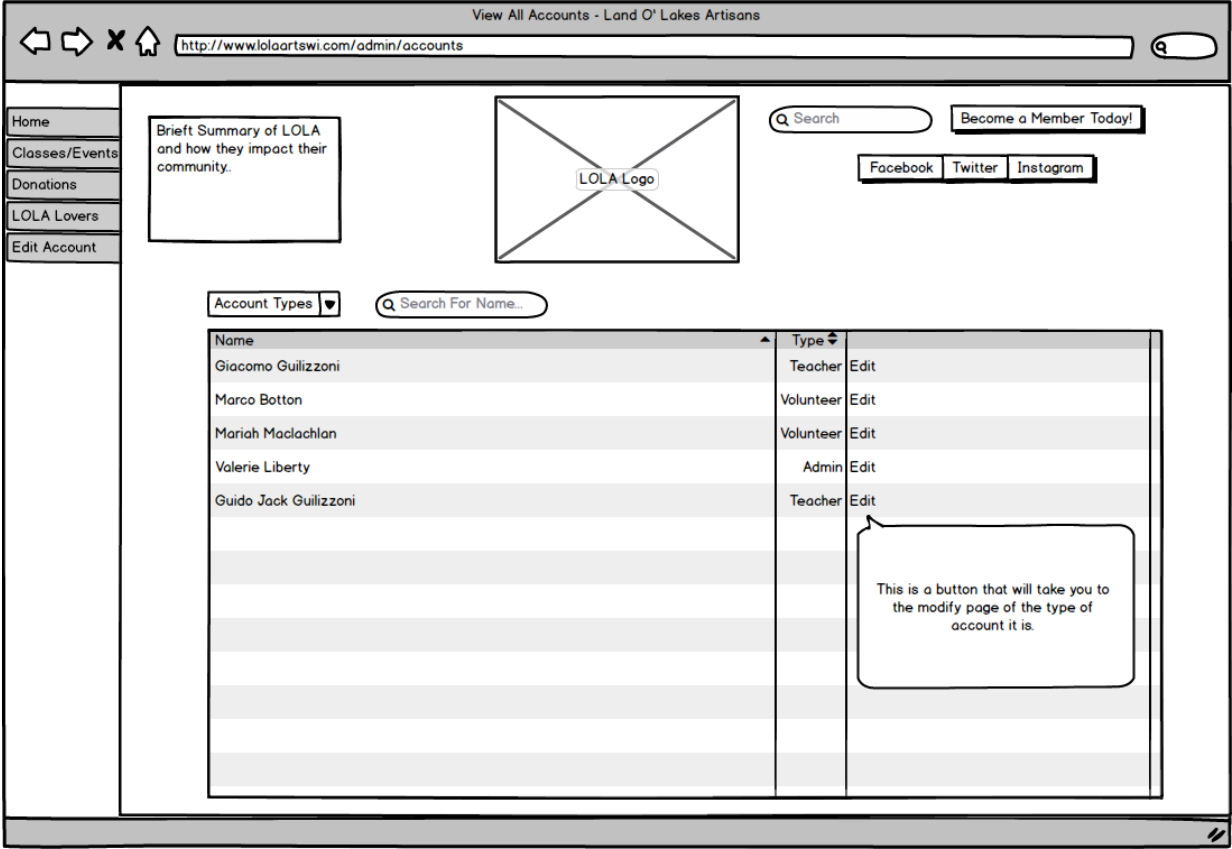 View All Accounts - Land O' Lakes Artisans
http://www.lolaartswi.com/admin/accounts
Home
Classes/Events
Donations
LOLA Lovers
Edit Account
Brieft Summary of LOLA
and how they impact their
community..
LOLA Logo
Search
Become a Member Today!
Facebook Twitter Instagram
Account Types
Search For Name...
Name Type
Giacomo Guilizzoni Teacher Edit
Marco Botton Volunteer Edit
Mariah Maclachlan Volunteer Edit
Valerie Liberty Admin Edit
Guido Jack Guilizzoni Teacher Edit
This is a button that will take you to
the modify page of the type of
account it is.